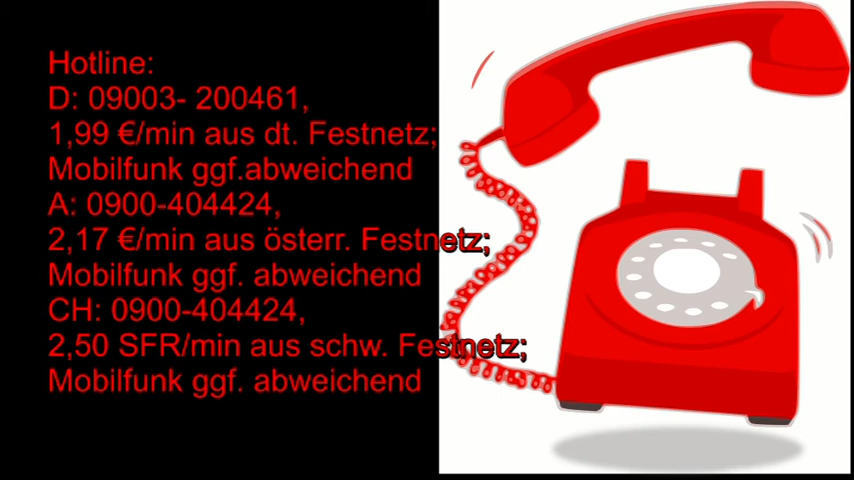 Hotline:
D: 09003- 200461,
1,99 €/min aus dt. Festnetz;
Mobilfunk ggf.abweichend
A: 0900-404424,
2,17 €/min aus österr. Festnetz;
Mobilfunk ggf. abweichend
CH: 0900-404424,
2,50 SFR/min aus schw. Festnetz;
Mobilfunk ggf. abweichend